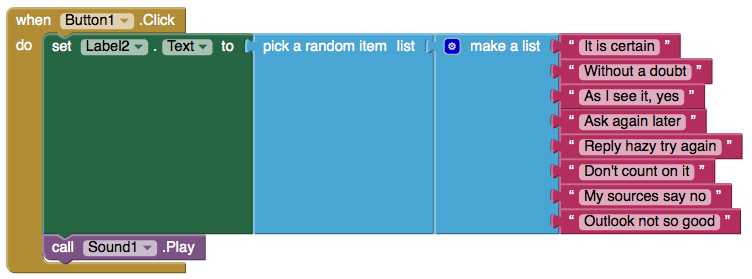 when Button1 .Click
do set Label2 . Text to pick a random item list make a list " It is certain "
" Without a doubt "
" As I see it, yes "
" Ask again later "
" Reply hazy try again "
" Don't count on it "
" My sources say no "
" Outlook not so good "
call Sound1 .Play